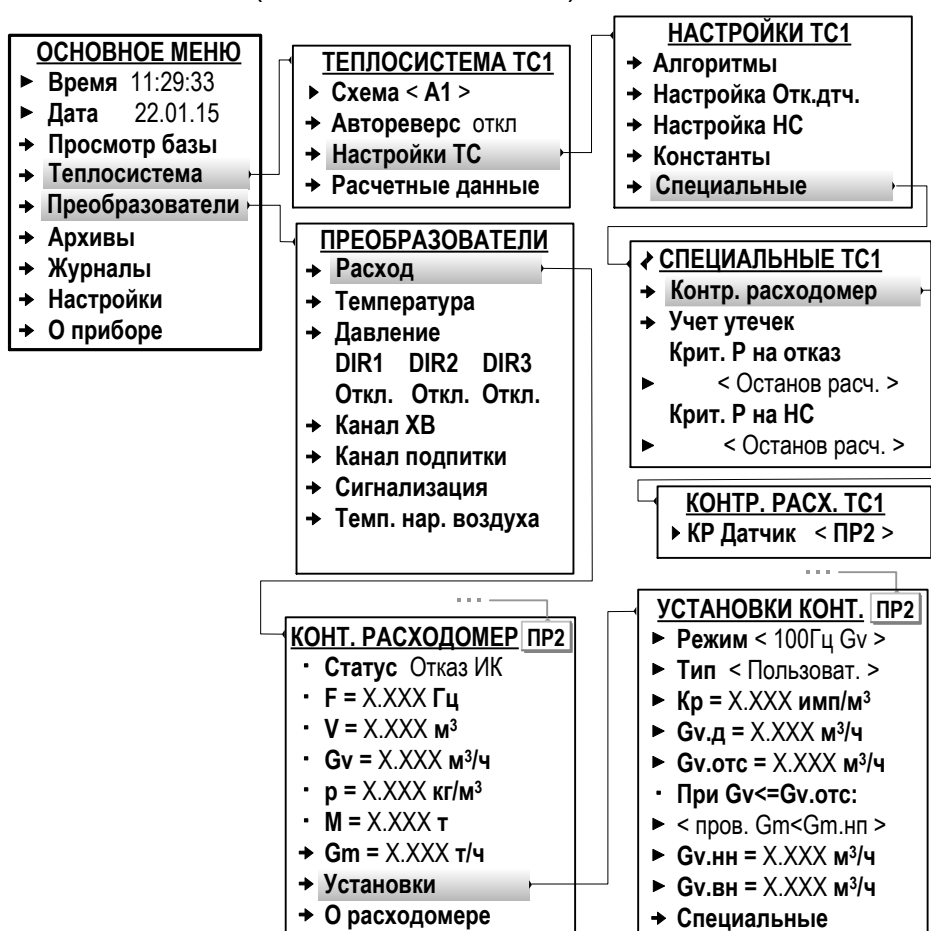 ОСНОВНОЕ МЕНЮ
Время 11:29:33
Дата 22.01.15
Просмотр базы
Теплосистема
Преобразователи
Архивы
Журналы
Настройки
О приборе
ТЕПЛОСИСТЕМА ТС1
Схема < А1 >
Автореверс откл
Настройки ТС
Расчетные данные
НАСТРОЙКИ ТС1
Алгоритмы
Настройка Отк.дтч.
Настройка НС
Константы
Специальные
ПРЕОБРАЗОВАТЕЛИ
Расход
Температура
Давление
DIR1 DIR2 DIR3
Откл. Откл. Откл.
Канал ХВ
Канал подпитки
Сигнализация
Темп. нар. воздуха
СПЕЦИАЛЬНЫЕ ТС1
Контр. расходомер
Учет утечек
Крит. Р на отказ
< Останов расч. >
Крит. Р на НС
< Останов расч. >
КОНТР. РАСХ. ТС1
КР Датчик < ПР2 >
КОНТ. РАСХОДОМЕР ПР2
Статус Отказ ИК
F = X.XXX Гц
V = X.XXX м³
Gv = X.XXX м³/ч
p = X.XXX кг/м³
M = X.XXX т
Gm = X.XXX т/ч
Установки
О расходомере
УСТАНОВКИ КОНТ. ПР2
Режим < 100Гц Gv >
Тип < Пользоват. >
Кр = X.XXX имп/м³
Gv.д = X.XXX м³/ч
Gv.отс = X.XXX м³/ч
При Gv<=Gv.отс:
< пров. Gm<Gm.нп >
Gv.нн = X.XXX м³/ч
Gv.вн = X.XXX м³/ч
Специальные